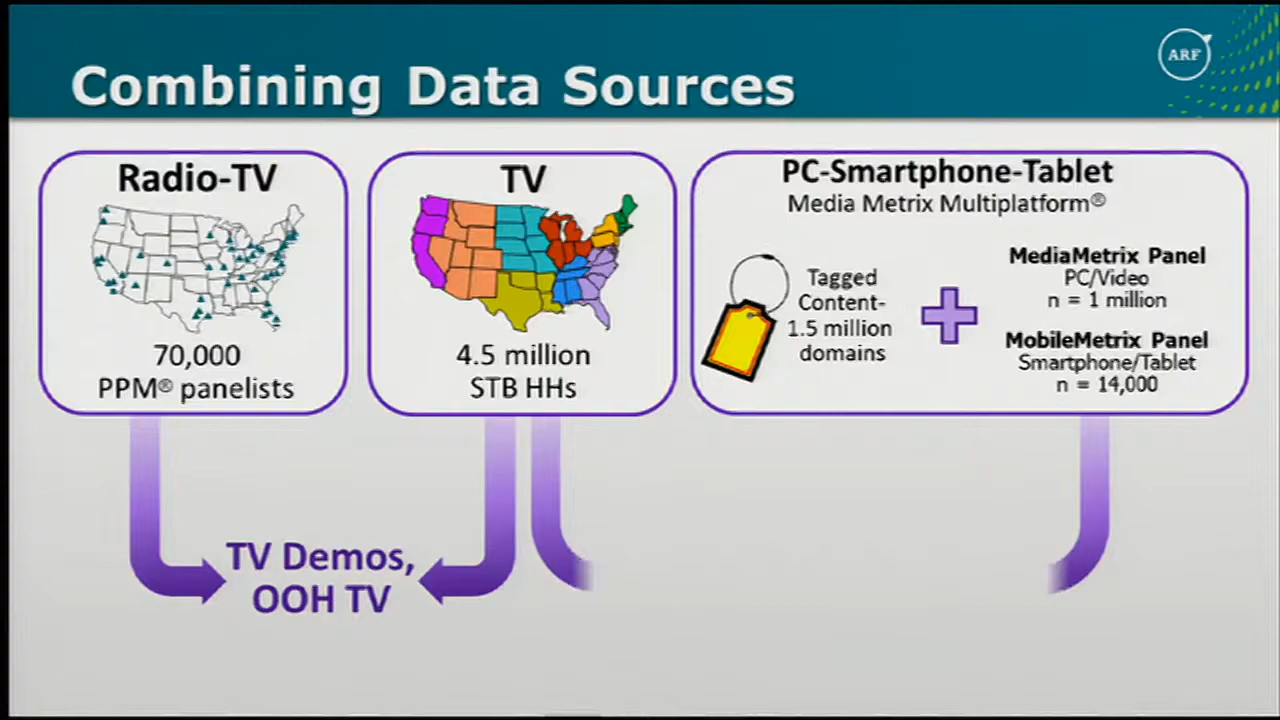 ARF
Combining Data Sources
Radio-TV
70,000
PPM® panelists
TV
4.5 million
STB HHs
PC-Smartphone-Tablet
Media Metrix Multiplatform®
Tagged
Content-
1.5 million
domains
MediaMetrix Panel
PC/Video
n = 1 million
MobileMetrix Panel
Smartphone/Tablet
n = 14,000
TV Demos,
OOH TV